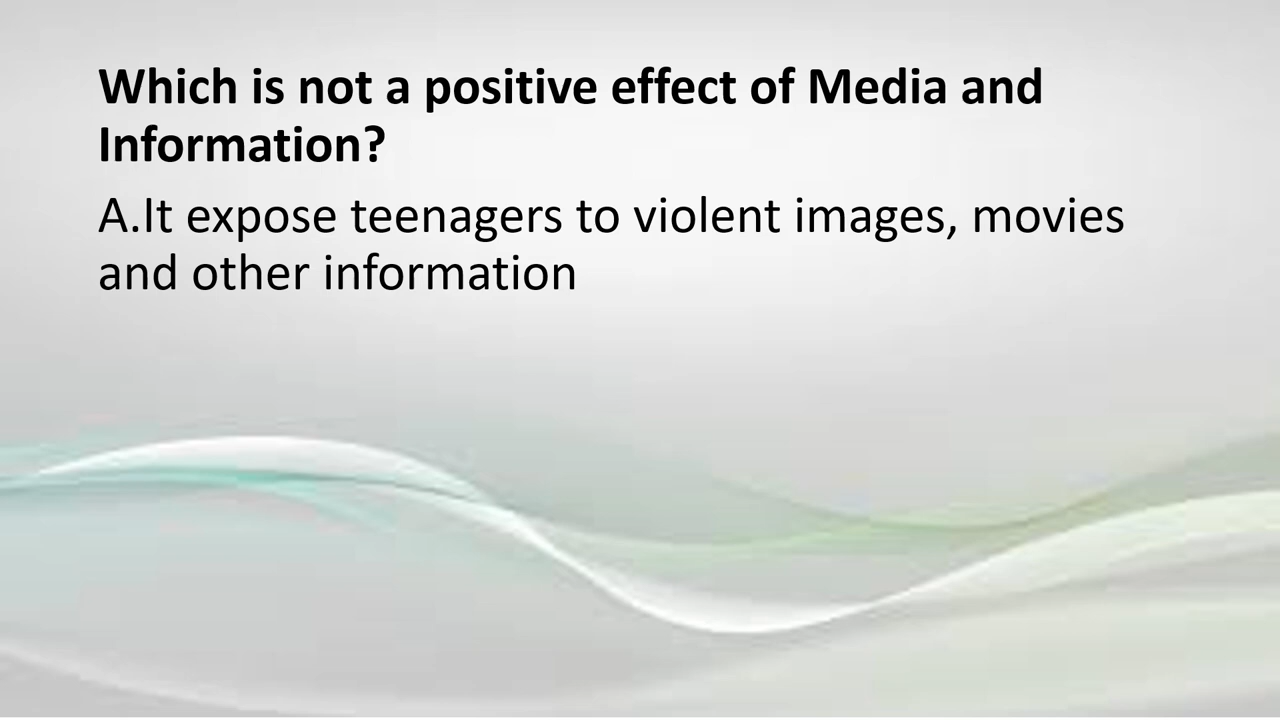 Which is not a positive effect of Media and
Information?
A.It expose teenagers to violent images, movies
and other information